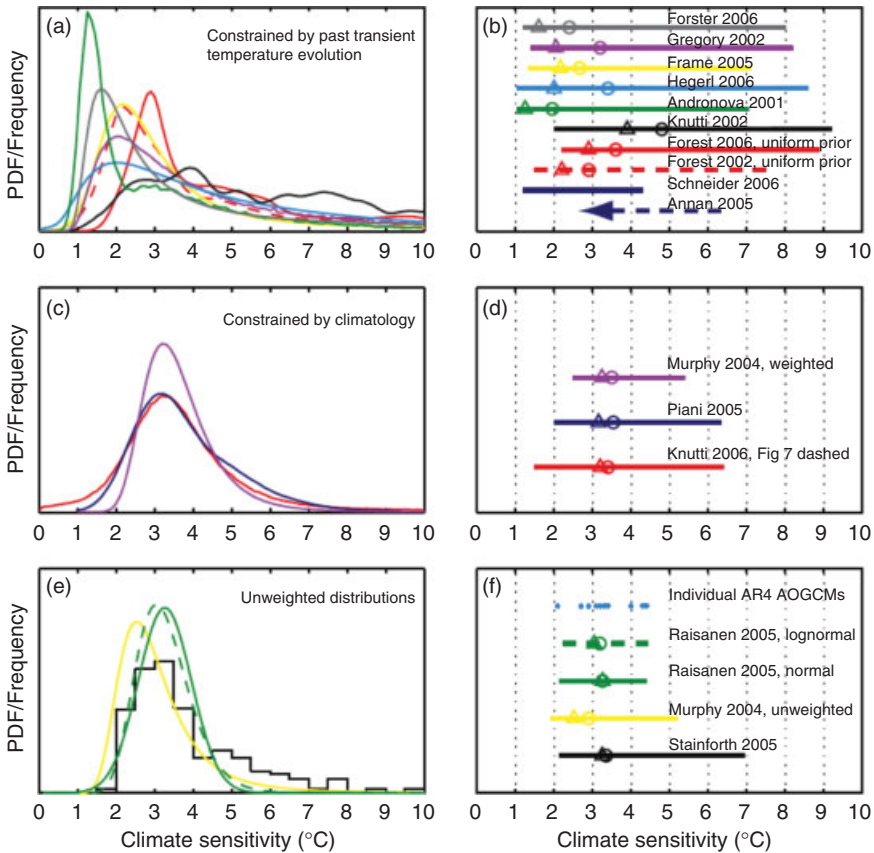 (a)
Constrained by past transient
temperature evolution
PDF/Frequency
0 1 2 3 4 5 6 7 8 9 10
(b)
Forster 2006
Gregory 2002
Frame 2005
Hegerl 2006
Andronova 2001
Knutti 2002
Forest 2006, uniform prior
Forest 2002, uniform prior
Schneider 2006
Annan 2005
0 1 2 3 4 5 6 7 8 9 10
(c)
Constrained by climatology
PDF/Frequency
0 1 2 3 4 5 6 7 8 9 10
(d)
Murphy 2004, weighted
Piani 2005
Knutti 2006, Fig 7 dashed
0 1 2 3 4 5 6 7 8 9 10
(e)
Unweighted distributions
PDF/Frequency
0 1 2 3 4 5 6 7 8 9 10
Climate sensitivity (°C)
(f)
Individual AR4 AOGCMs
Raisanen 2005, lognormal
Raisanen 2005, normal
Murphy 2004, unweighted
Stainforth 2005
0 1 2 3 4 5 6 7 8 9 10
Climate sensitivity (°C)